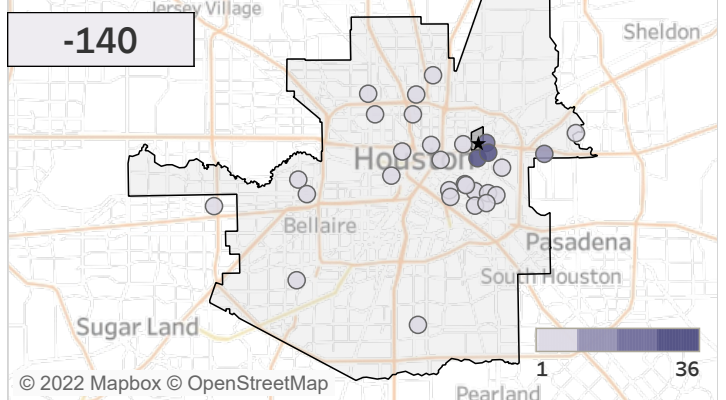 Jersey Village
-140
Sheldon
Houston
Bellaire
Pasadena
South Houston
Sugar Land
1
36
© 2022 Mapbox © OpenStreetMap
Pearland